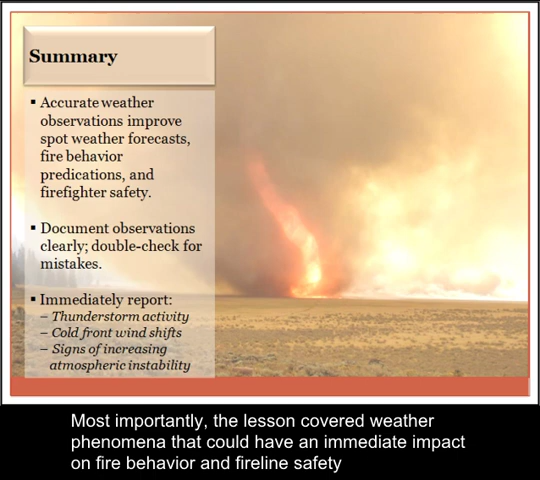 Summary
▪ Accurate weather
observations improve
spot weather forecasts,
fire behavior
predications, and
firefighter safety.
▪ Document observations
clearly; double-check for
mistakes.
▪ Immediately report:
– Thunderstorm activity
– Cold front wind shifts
– Signs of increasing
atmospheric instability
Most importantly, the lesson covered weather
phenomena that could have an immediate impact
on fire behavior and fireline safety